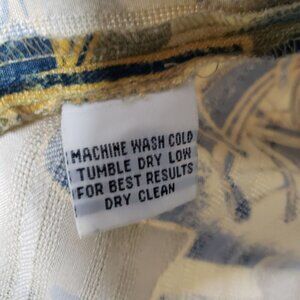 MACHINE WASH COLD
TUMBLE DRY LOW
FOR BEST RESULTS
DRY CLEAN